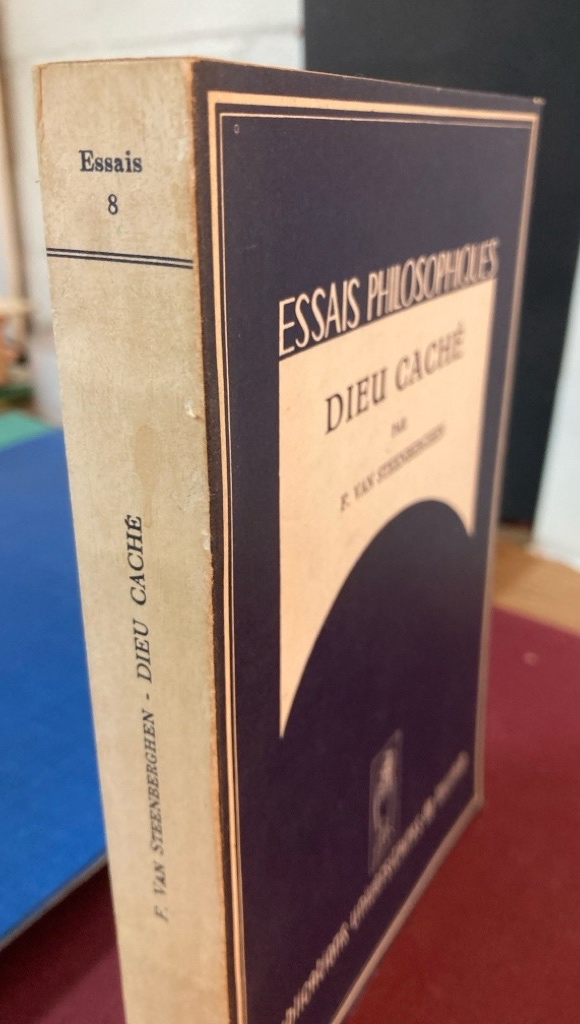 Essais
8
F. VAN STEENBERGHEN - DIEU CACHÉ
ESSAIS PHILOSOPHIQUES
DIEU CACHÉ
PAR
F. VAN STEENBERGHEN